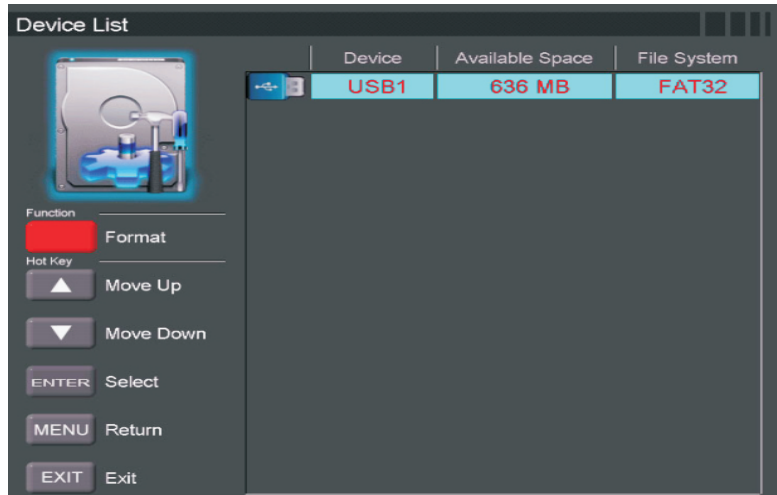 Device List
Device Available Space File System
USB1 636 MB FAT32
Function
Format
Hot Key
Move Up
Move Down
ENTER Select
MENU Return
EXIT Exit